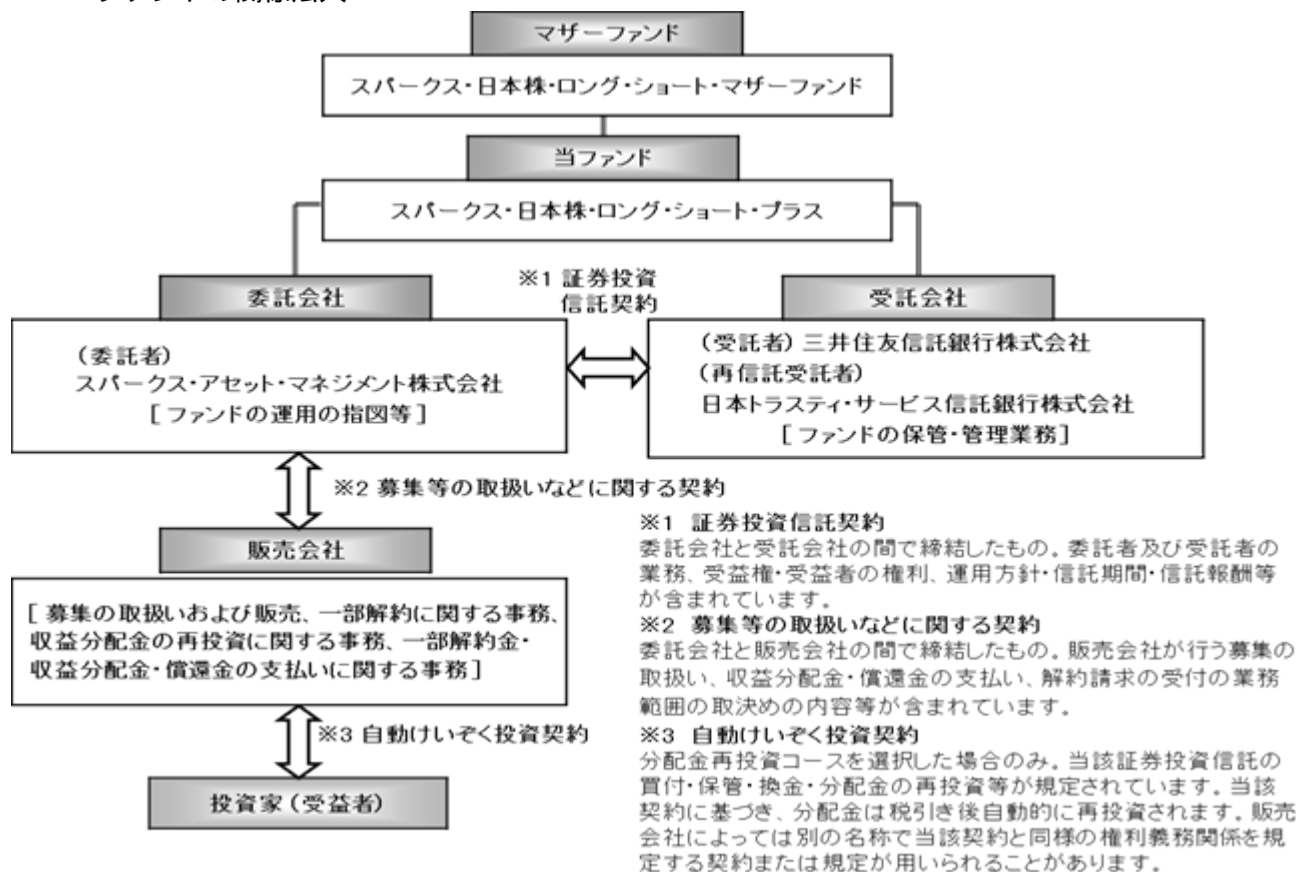 マザーファンド
スパークス・日本株・ロング・ショート・マザーファンド
当ファンド
スパークス・日本株・ロング・ショート・プラス
※1 証券投資
信託契約
委託会社
(委託者)
スパークス・アセット・マネジメント株式会社
[ファンドの運用の指図等]
受託会社
(受託者) 三井住友信託銀行株式会社
(再信託受託者)
日本トラスティ・サービス信託銀行株式会社
[ファンドの保管・管理業務]
※2 募集等の取扱いなどに関する契約
販売会社
[ 募集の取扱いおよび販売、一部解約に関する事務、
収益分配金の再投資に関する事務、一部解約金・
収益分配金・償還金の支払いに関する事務]
※3 自動けいぞく投資契約
投資家(受益者)
※1 証券投資信託契約
委託会社と受託会社の間で締結したもの。委託者及び受託者の
業務、受益権・受益者の権利、運用方針・信託期間・信託報酬等
が含まれています。
※2 募集等の取扱いなどに関する契約
委託会社と販売会社の間で締結したもの。販売会社が行う募集の
取扱い、収益分配金・償還金の支払い、解約請求の受付の業務
範囲の取決めの内容等が含まれています。
※3 自動けいぞく投資契約
分配金再投資コースを選択した場合のみ。当該証券投資信託の
買付・保管・換金・分配金の再投資等が規定されています。当該
契約に基づき、分配金は税引き後自動的に再投資されます。販売
会社によっては別の名称で当該契約と同様の権利義務関係を規
定する契約または規定が用いられることがあります。